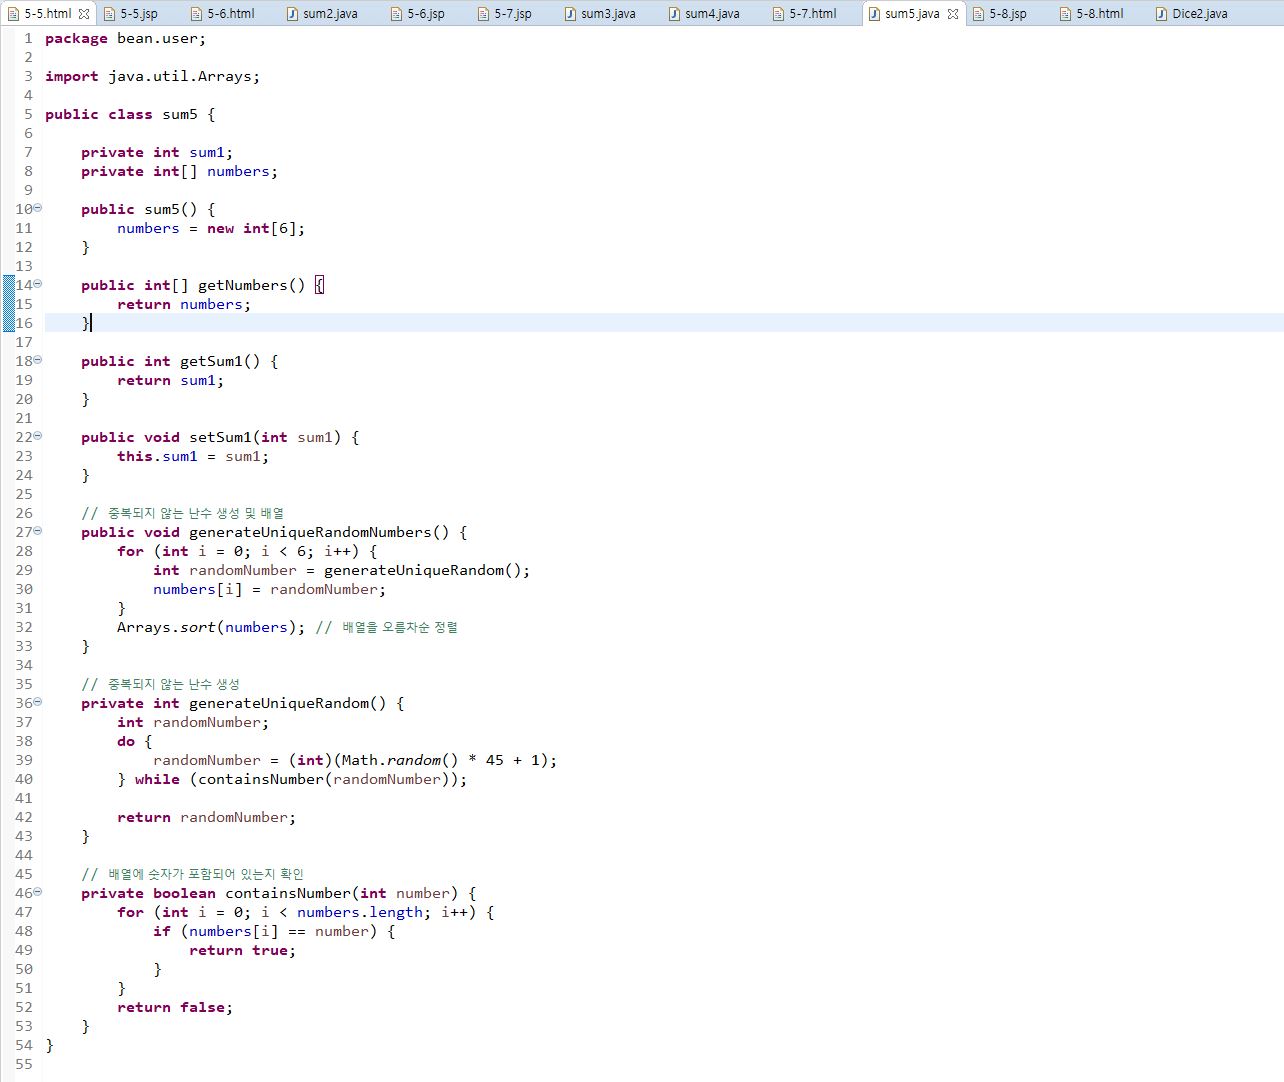 5-5.html 5-5.jsp 5-6.html sum2.java 5-6.jsp 5-7.jsp sum3.java sum4.java 5-7.html sum5.java 5-8.jsp 5-8.html Dice2.java
1 package bean.user;
2
3 import java.util.Arrays;
4
5 public class sum5 {
6
7     private int sum1;
8     private int[] numbers;
9
10     public sum5() {
11         numbers = new int[6];
12     }
13
14     public int[] getNumbers() {
15         return numbers;
16     }
17
18     public int getSum1() {
19         return sum1;
20     }
21
22     public void setSum1(int sum1) {
23         this.sum1 = sum1;
24     }
25
26     // 중복되지 않는 난수 생성 및 배열
27     public void generateUniqueRandomNumbers() {
28         for (int i = 0; i < 6; i++) {
29             int randomNumber = generateUniqueRandom();
30             numbers[i] = randomNumber;
31         }
32         Arrays.sort(numbers); // 배열을 오름차순 정렬
33     }
34
35     // 중복되지 않는 난수 생성
36     private int generateUniqueRandom() {
37         int randomNumber;
38         do {
39             randomNumber = (int)(Math.random() * 45 + 1);
40         } while (containsNumber(randomNumber));
41
42         return randomNumber;
43     }
44
45     // 배열에 숫자가 포함되어 있는지 확인
46     private boolean containsNumber(int number) {
47         for (int i = 0; i < numbers.length; i++) {
48             if (numbers[i] == number) {
49                 return true;
50             }
51         }
52         return false;
53     }
54 }
55